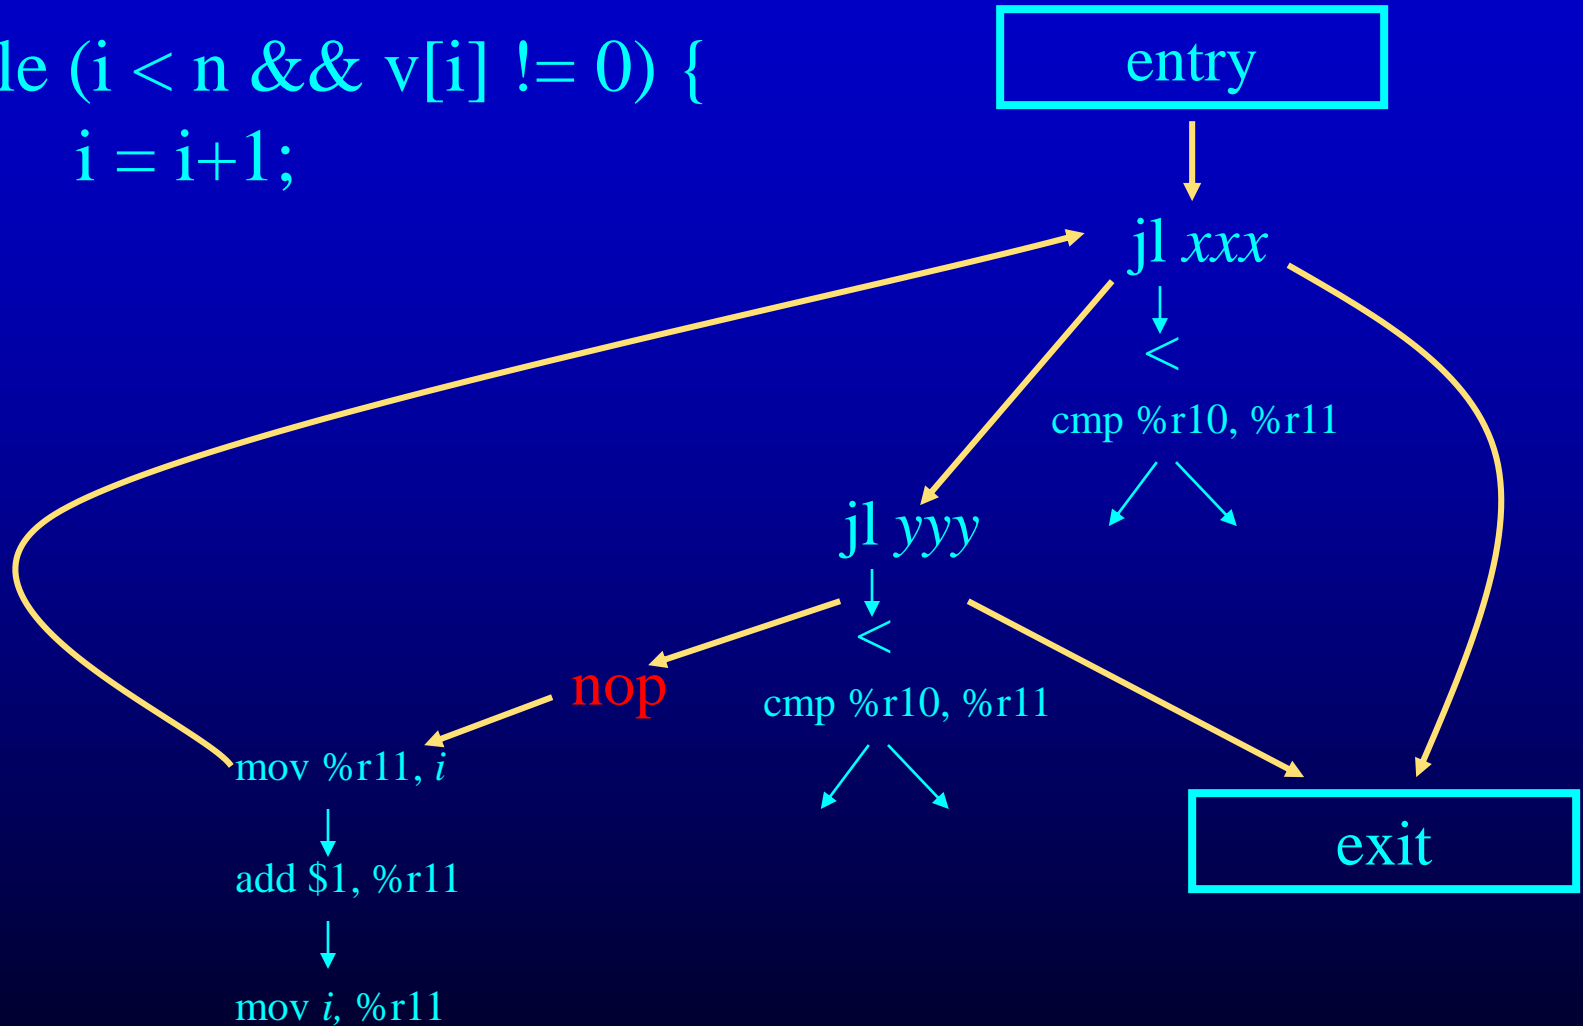 le (i < n && v[i] != 0) {
i = i+1;
entry
jl xxx
<
cmp %r10, %r11
jl yyy
<
cmp %r10, %r11
nop
mov %r11, i
add $1, %r11
mov i, %r11
exit